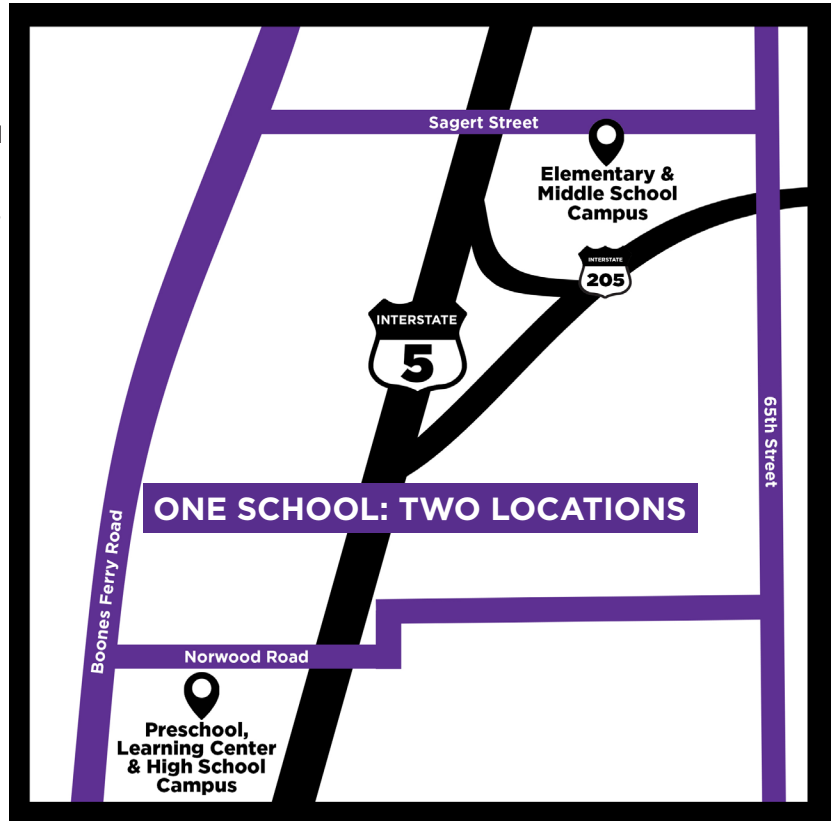 Sagert Street
Elementary &
Middle School
Campus
INTERSTATE
205
INTERSTATE
5
65th Street
ONE SCHOOL: TWO LOCATIONS
Boones Ferry Road
Norwood Road
Preschool,
Learning Center
& High School
Campus